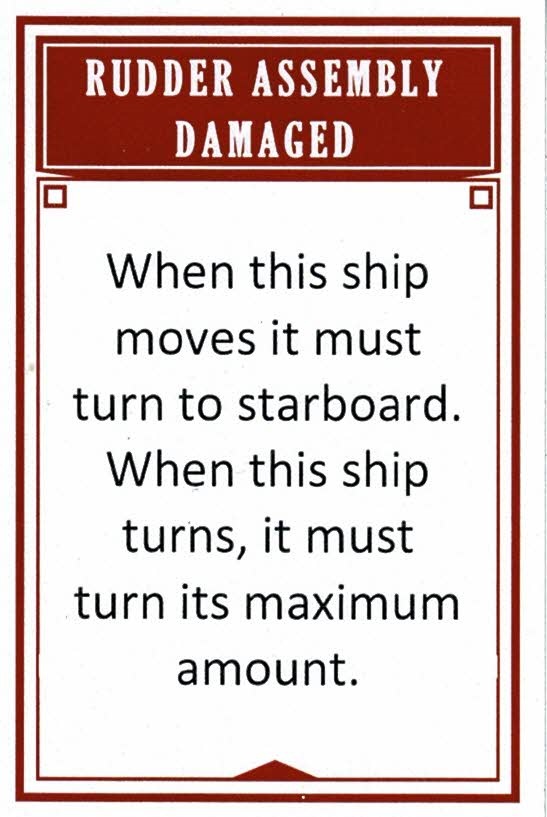 RUDDER ASSEMBLY
DAMAGED
When this ship
moves it must
turn to starboard.
When this ship
turns, it must
turn its maximum
amount.